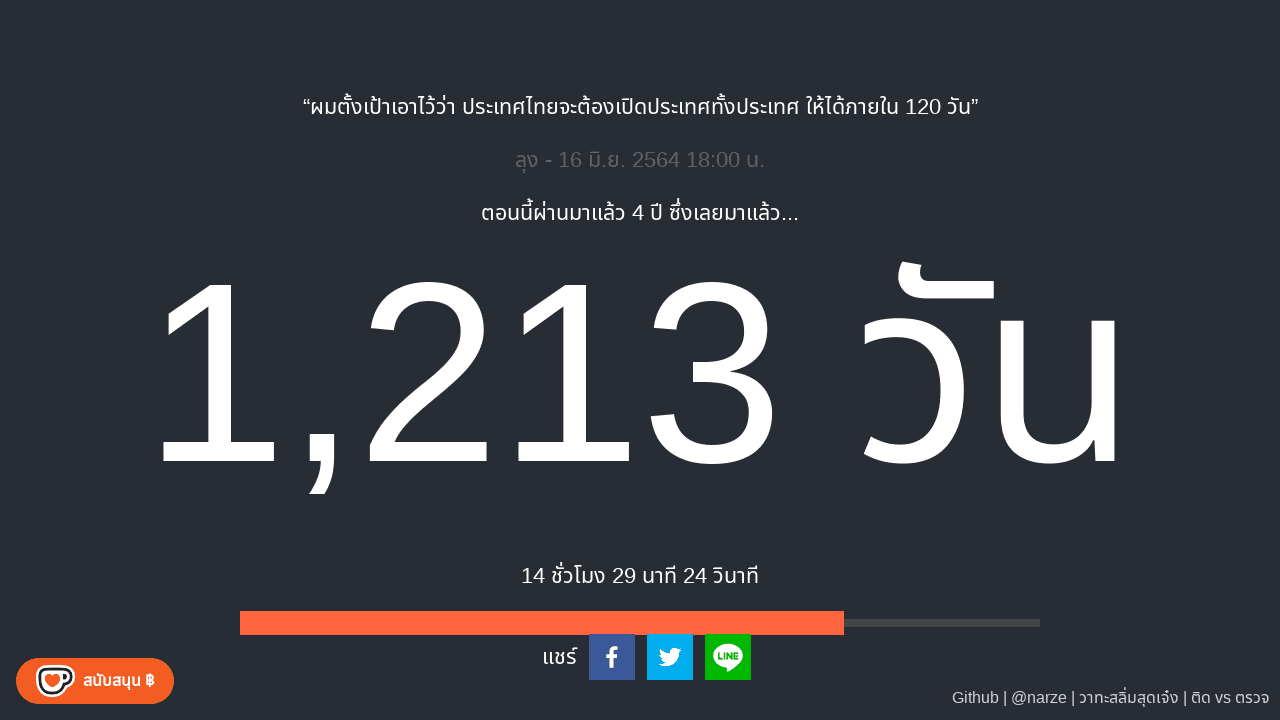 “ผมตั้งเป้าเอาไว้ว่า ประเทศไทยจะต้องเปิดประเทศทั้งประเทศ ให้ได้ภายใน 120 วัน”
ลุง - 16 มิ.ย. 2564 18:00 น.
ตอนนี้ผ่านมาแล้ว 4 ปี ซึ่งเลยมาแล้ว...
1,213 วัน
14 ชั่วโมง 29 นาที 24 วินาที
แชร์
LINE
สนับสนุน ฿
Github | @narze | วาทะสลิ่มสุดเจ๋ง | ติด vs ตรวจ